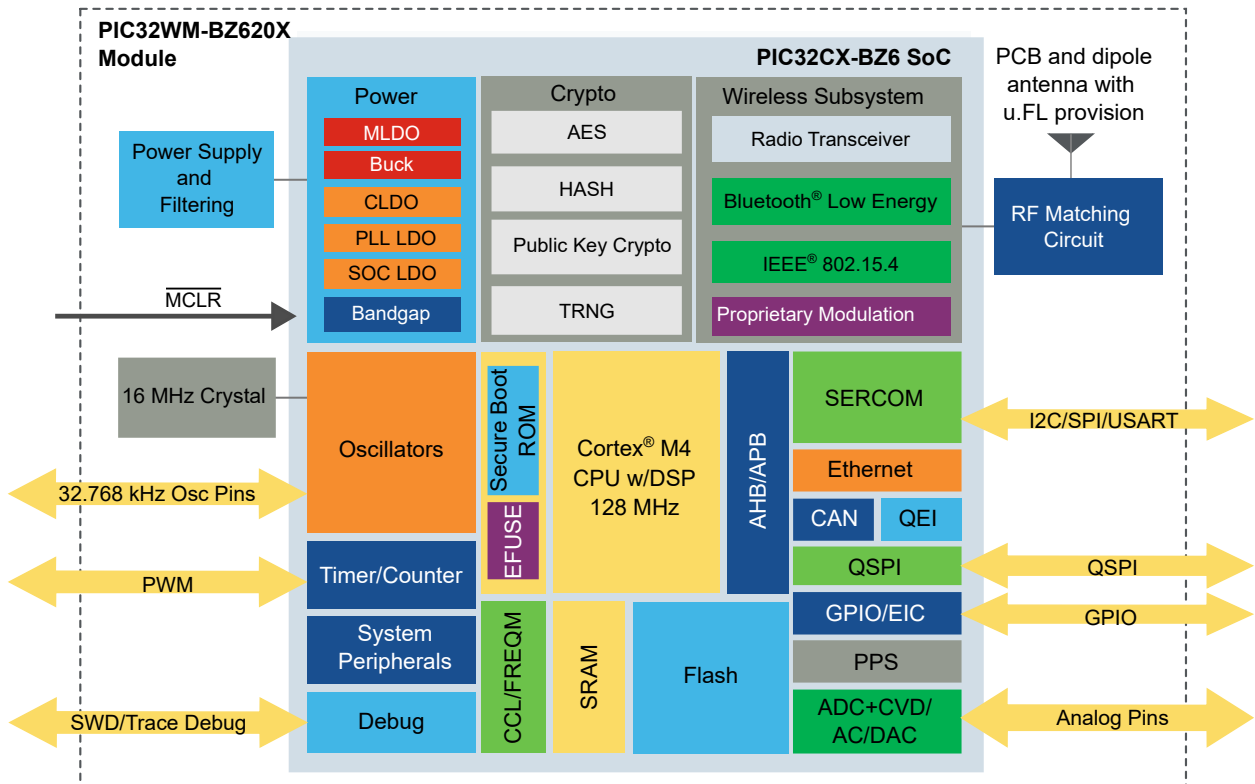 PIC32WM-BZ620X
Module
PIC32CX-BZ6 SoC
PCB and dipole
antenna with
u.FL provision
Power
MLDO
Buck
CLDO
PLL LDO
SOC LDO
Bandgap
Crypto
AES
HASH
Public Key Crypto
TRNG
Wireless Subsystem
Radio Transceiver
Bluetooth® Low Energy
IEEE® 802.15.4
Proprietary Modulation
Power Supply
and
Filtering
RF Matching
Circuit
MCLR
16 MHz Crystal
Oscillators
Secure Boot
ROM
EFUSE
Cortex® M4
CPU w/DSP
128 MHz
AHB/APB
SERCOM
I2C/SPI/USART
Ethernet
32.768 kHz Osc Pins
CAN
QEI
Timer/Counter
PWM
QSPI
QSPI
GPIO/EIC
GPIO
System
Peripherals
CCL/FREQM
SRAM
Flash
PPS
Debug
SWD/Trace Debug
ADC+CVD/
AC/DAC
Analog Pins